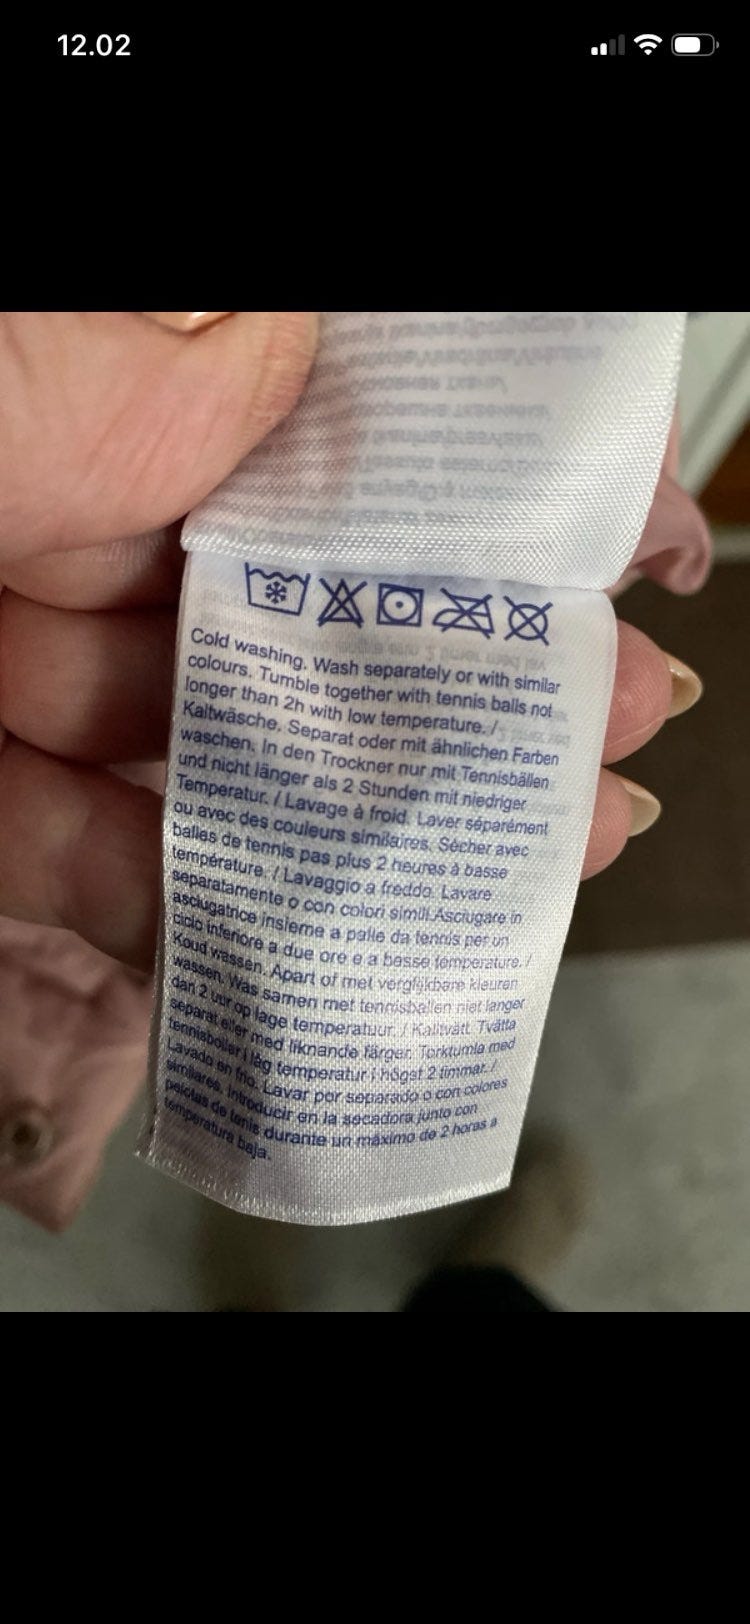 12.02
Cold washing. Wash separately or with similar
colours. Tumble together with tennis balls not
longer than 2h with low temperature. /
Kaltwäsche. Separat oder mit ähnlichen Farben
waschen. In den Trockner nur mit Tennisbällen
und nicht länger als 2 Stunden mit niedriger
Temperatur. / Lavage à froid. Laver séparément
ou avec des couleurs similaires. Sécher avec
balles de tennis pas plus 2 heures à basse
température. / Lavaggio a freddo. Lavare
separatamente o con colori simili.Asciugare in
asciugatrice insieme a palle da tennis per un
ciclo inferiore a due ore e a basse temperature. /
Koud wassen. Apart of met verglijkbare kleuren
wassen. Was samen met tennisballen niet langer
dan 2 uur op lage temperatuur. / Kalltvätt. Tvätta
separat eller med liknande färger. Torktumla med
tennisbollar i låg temperatur i högst 2 timmar. /
Lavado en frío. Lavar por separado o con colores
similares. Introducir en la secadora junto con
pelotas de tenis durante un máximo de 2 horas a
temperatura baja.